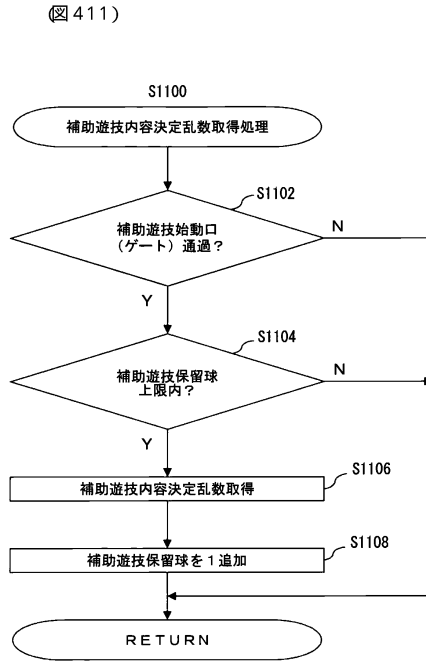 (図411)
S1100
補助遊技内容決定乱数取得処理
S1102
補助遊技始動口
(ゲート)通過?
N
Y
S1104
補助遊技保留球
上限内?
N
Y
S1106
補助遊技内容決定乱数取得
S1108
補助遊技保留球を1追加
RETURN